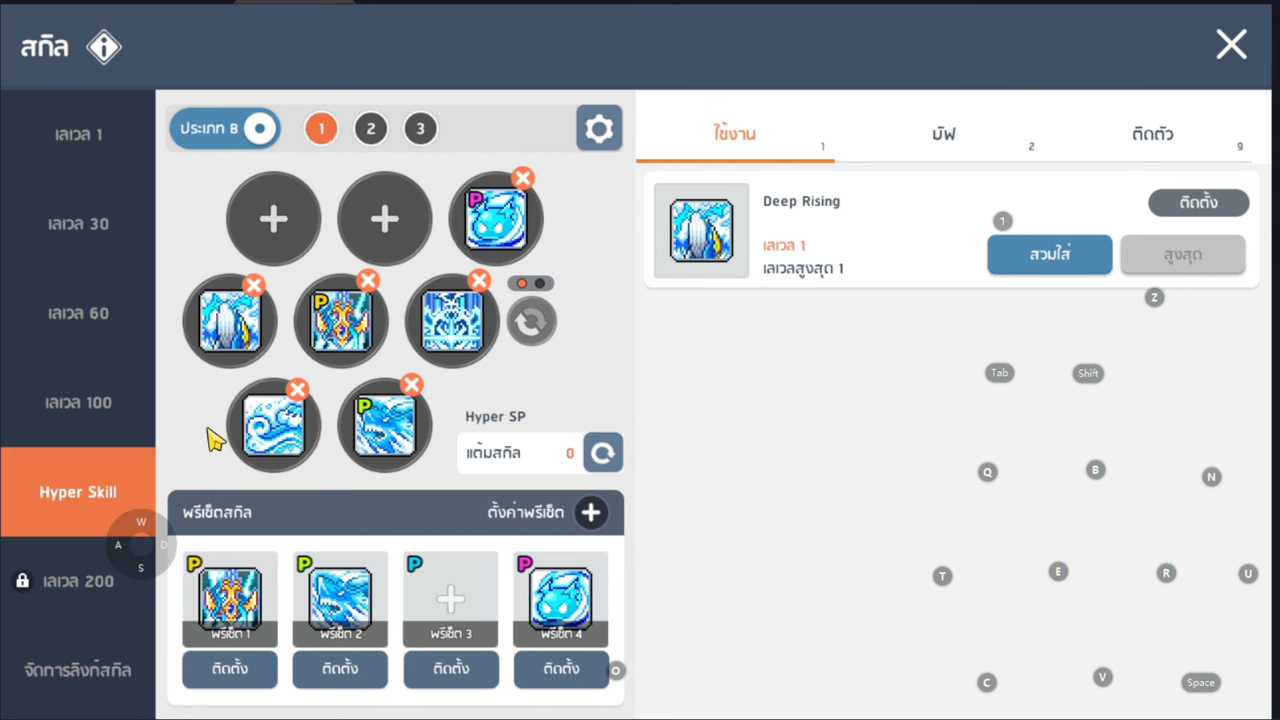 สกิล
เลเวล 1
เลเวล 30
เลเวล 60
เลเวล 100
Hyper Skill
เลเวล 200
จัดการลิงก์สกิล
W
A
D
S
ประเภท B
1
2
3
P
P
P
Hyper SP
แต้มสกิล 0
พรีเซ็ตสกิล
ตั้งค่าพรีเซ็ต
P
พรีเซ็ต 1
ติดตั้ง
P
พรีเซ็ต 2
ติดตั้ง
P
พรีเซ็ต 3
ติดตั้ง
P
พรีเซ็ต 4
ติดตั้ง
O
ใช้งาน 1
บัฟ 2
ติดตัว 9
Deep Rising
ติดตั้ง
เลเวล 1
เลเวลสูงสุด 1
1
สวมใส่
สูงสุด
Z
Tab
Shift
Q
B
N
T
E
R
U
C
V
Space